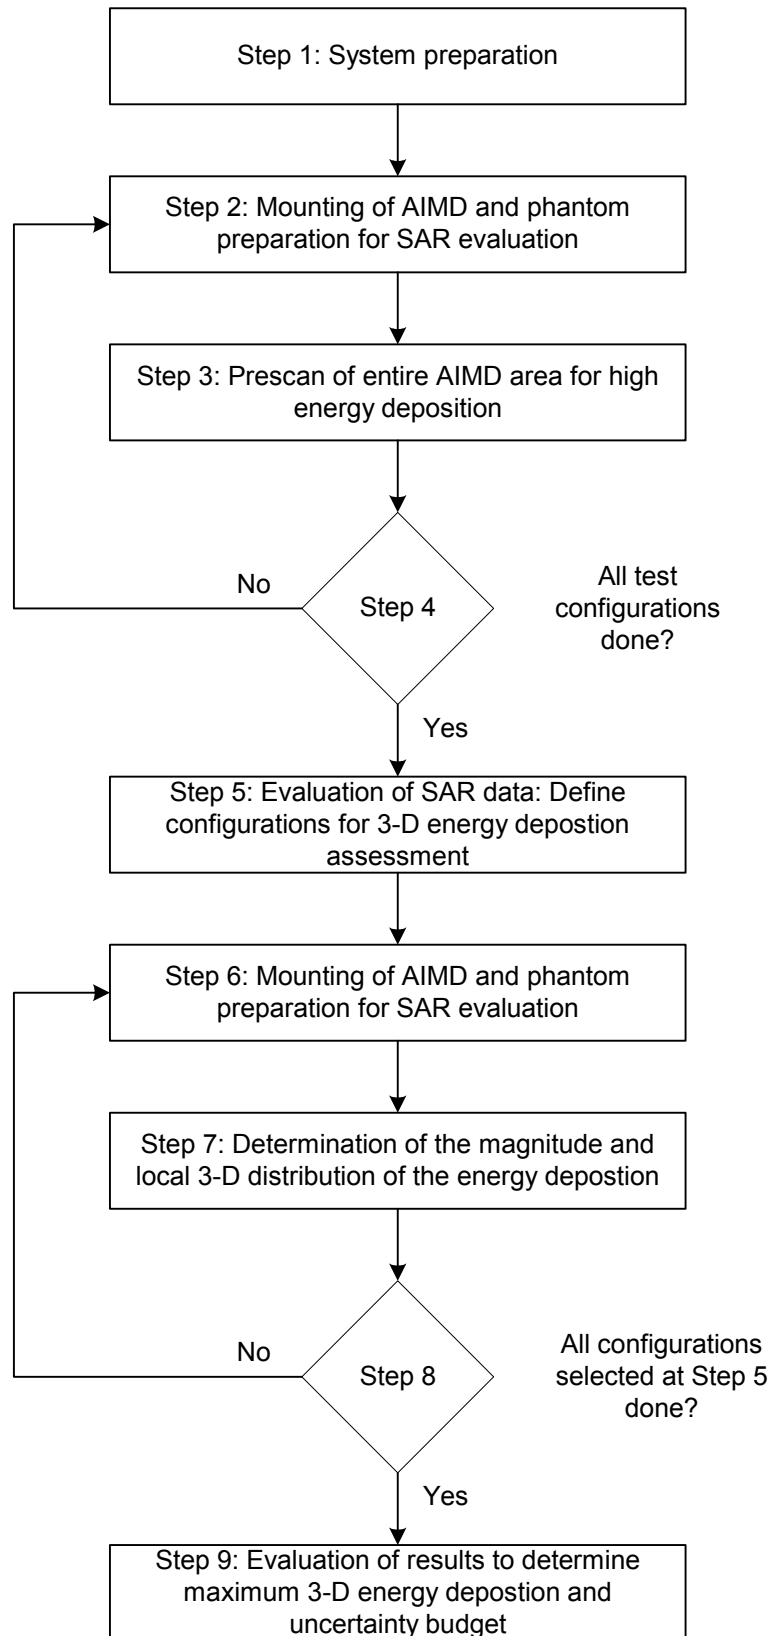 Step 1: System preparation
Step 2: Mounting of AIMD and phantom
preparation for SAR evaluation
Step 3: Prescan of entire AIMD area for high
energy deposition
No
Step 4
All test
configurations
done?
Yes
Step 5: Evaluation of SAR data: Define
configurations for 3-D energy depostion
assessment
Step 6: Mounting of AIMD and phantom
preparation for SAR evaluation
Step 7: Determination of the magnitude and
local 3-D distribution of the energy depostion
No
Step 8
All configurations
selected at Step 5
done?
Yes
Step 9: Evaluation of results to determine
maximum 3-D energy depostion and
uncertainty budget